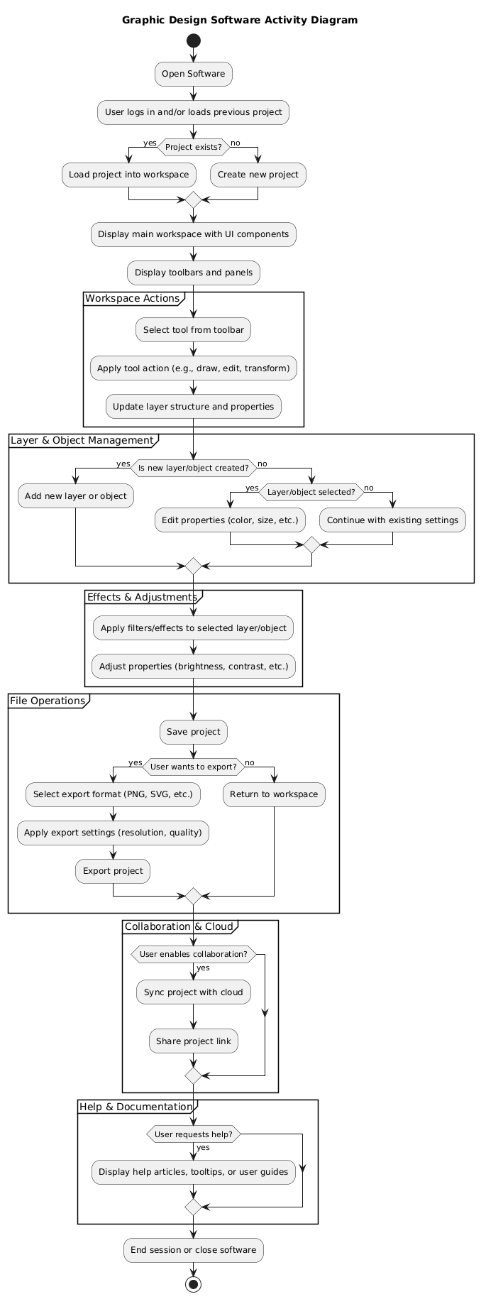 Graphic Design Software Activity Diagram
Open Software
User logs in and/or loads previous project
yes
Project exists?
no
Load project into workspace
Create new project
Display main workspace with UI components
Display toolbars and panels
Workspace Actions
Select tool from toolbar
Apply tool action (e.g., draw, edit, transform)
Update layer structure and properties
Layer & Object Management
yes
Is new layer/object created?
no
Add new layer or object
yes
Layer/object selected?
no
Edit properties (color, size, etc.)
Continue with existing settings
Effects & Adjustments
Apply filters/effects to selected layer/object
Adjust properties (brightness, contrast, etc.)
File Operations
Save project
yes
User wants to export?
no
Select export format (PNG, SVG, etc.)
Return to workspace
Apply export settings (resolution, quality)
Export project
Collaboration & Cloud
User enables collaboration?
yes
Sync project with cloud
Share project link
Help & Documentation
User requests help?
yes
Display help articles, tooltips, or user guides
End session or close software